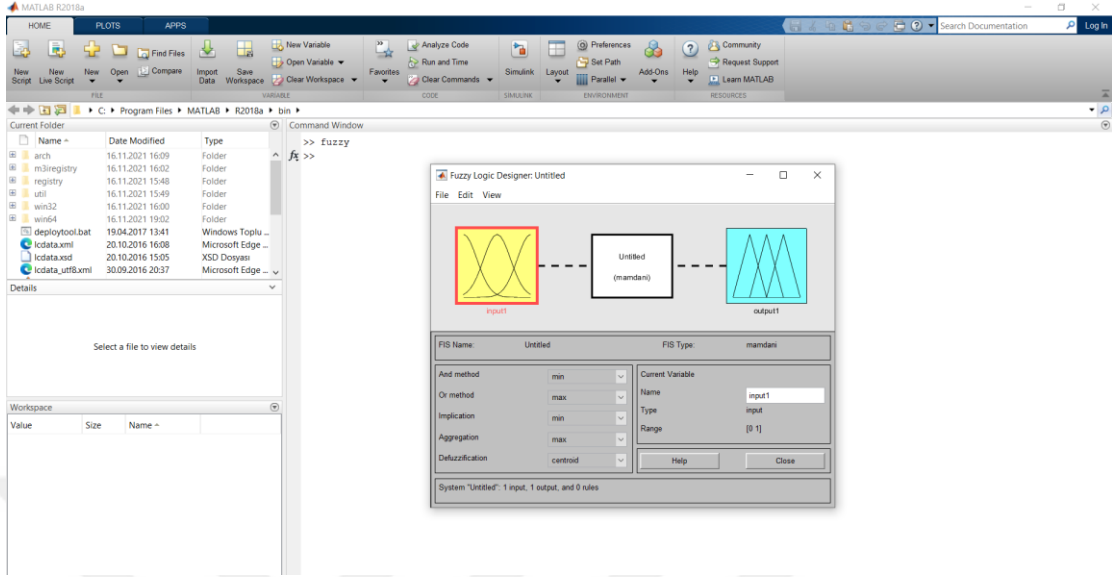 MATLAB R2018a
HOME PLOTS APPS
Search Documentation Log In
New Script
New Live Script
New
Open
Find Files
Compare
Import Data
Save Workspace
New Variable
Open Variable
Clear Workspace
Favorites
Analyze Code
Run and Time
Clear Commands
Simulink
Layout
Preferences
Set Path
Parallel
Add-Ons
Help
Community
Request Support
Learn MATLAB
FILE VARIABLE CODE SIMULINK ENVIRONMENT RESOURCES
C: Program Files MATLAB R2018a bin
Current Folder
Name Date Modified Type
arch 16.11.2021 16:09 Folder
m3iregistry 16.11.2021 16:02 Folder
registry 16.11.2021 15:48 Folder
util 16.11.2021 15:49 Folder
win32 16.11.2021 16:00 Folder
win64 16.11.2021 19:02 Folder
deploytool.bat 19.04.2017 13:41 Windows Toplu ...
lcdata.xml 20.10.2016 16:08 Microsoft Edge ...
lcdata.xsd 20.10.2016 15:05 XSD Dosyası
lcdata_utf8.xml 30.09.2016 20:37 Microsoft Edge ...
Details
Select a file to view details
Workspace
Value Size Name
Command Window
>> fuzzy
fx >>
Fuzzy Logic Designer: Untitled
File Edit View
input1
Untitled
(mamdani)
output1
FIS Name: Untitled FIS Type: mamdani
And method min
Or method max
Implication min
Aggregation max
Defuzzification centroid
Current Variable
Name input1
Type input
Range [0 1]
Help Close
System "Untitled": 1 input, 1 output, and 0 rules